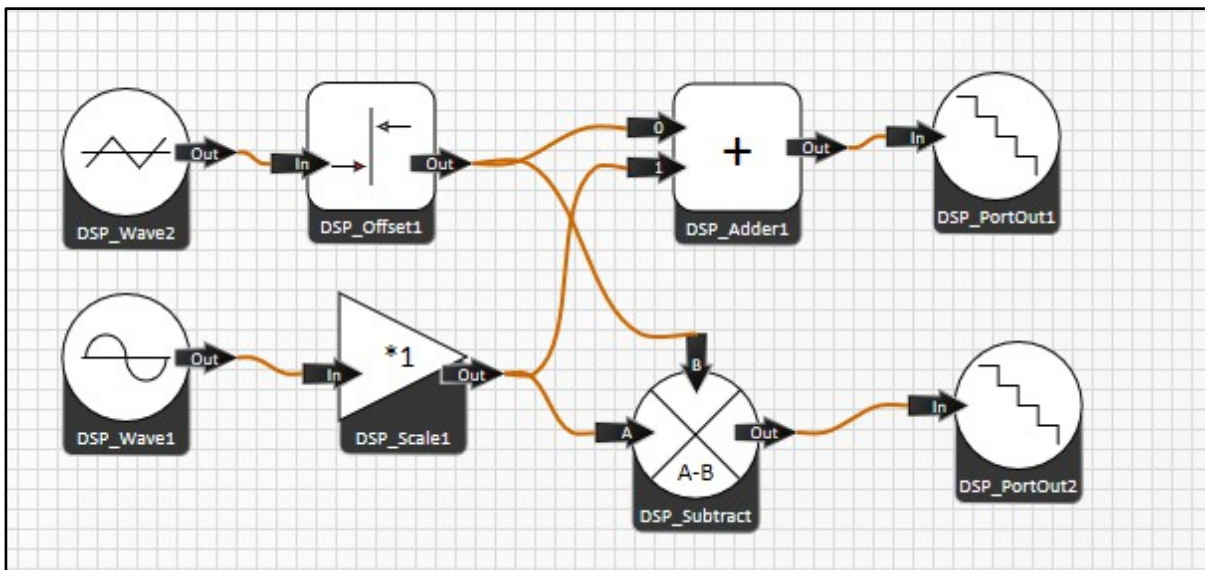 Out
In
Out
0
1
+
Out
In
DSP_Wave2
DSP_Offset1
DSP_Adder1
DSP_PortOut1
Out
In
*1
Out
B
A
A-B
Out
In
DSP_Wave1
DSP_Scale1
DSP_Subtract
DSP_PortOut2